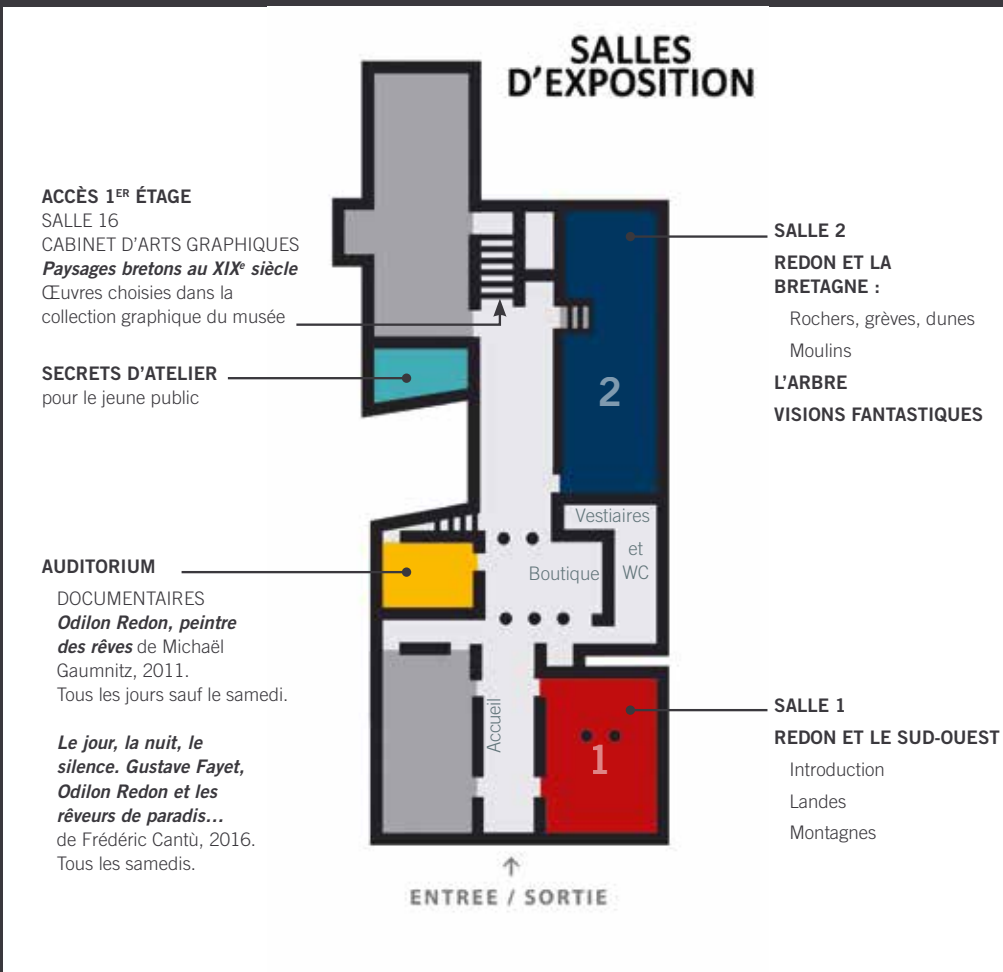 SALLES
D'EXPOSITION
ACCÈS 1ER ÉTAGE
SALLE 16
CABINET D'ARTS GRAPHIQUES
Paysages bretons au XIXe siècle
Œuvres choisies dans la
collection graphique du musée
SECRETS D'ATELIER
pour le jeune public
AUDITORIUM
DOCUMENTAIRES
Odilon Redon, peintre
des rêves de Michaël
Gaumnitz, 2011.
Tous les jours sauf le samedi.
Le jour, la nuit, le
silence. Gustave Fayet,
Odilon Redon et les
rêveurs de paradis...
de Frédéric Cantù, 2016.
Tous les samedis.
2
Vestiaires
et
WC
Boutique
Accueil
1
ENTREE / SORTIE
SALLE 2
REDON ET LA
BRETAGNE :
Rochers, grèves, dunes
Moulins
L'ARBRE
VISIONS FANTASTIQUES
SALLE 1
REDON ET LE SUD-OUEST
Introduction
Landes
Montagnes